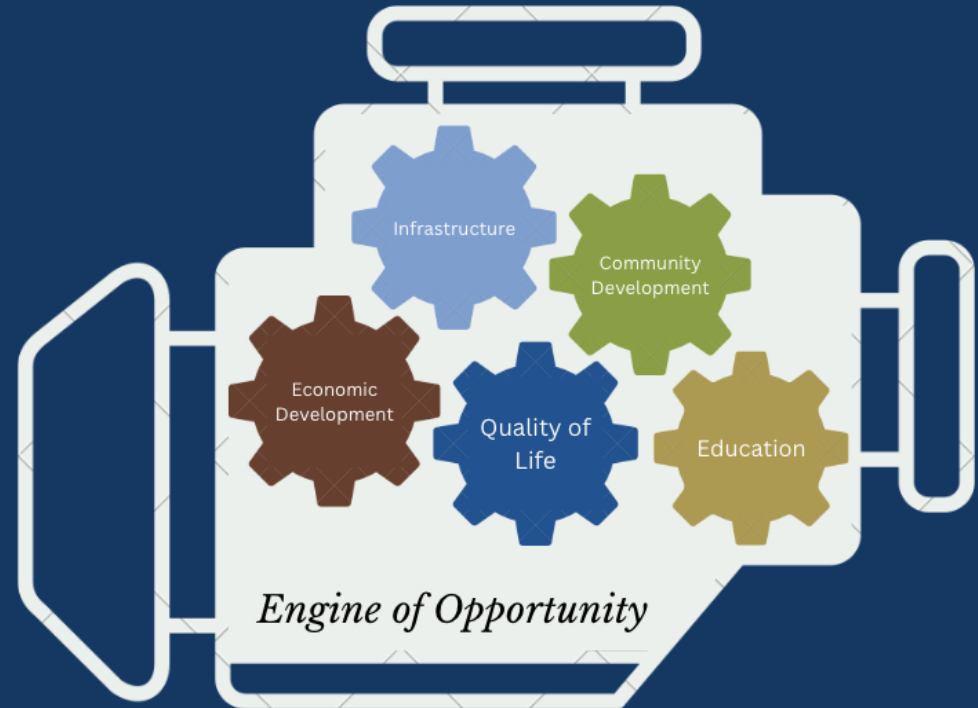 Infrastructure
Community
Development
Economic
Development
Quality of
Life
Education
Engine of Opportunity